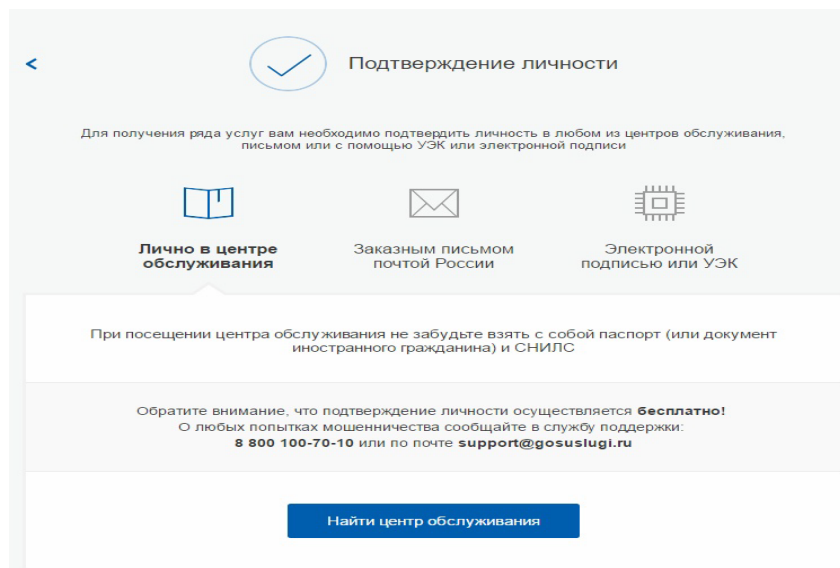 Подтверждение личности
Для получения ряда услуг вам необходимо подтвердить личность в любом из центров обслуживания,
письмом или с помощью УЭК или электронной подписи
Лично в центре
обслуживания
Заказным письмом
почтой России
Электронной
подписью или УЭК
При посещении центра обслуживания не забудьте взять с собой паспорт (или документ
иностранного гражданина) и СНИЛС
Обратите внимание, что подтверждение личности осуществляется бесплатно!
О любых попытках мошенничества сообщайте в службу поддержки:
8 800 100-70-10 или по почте support@gosuslugi.ru
Найти центр обслуживания